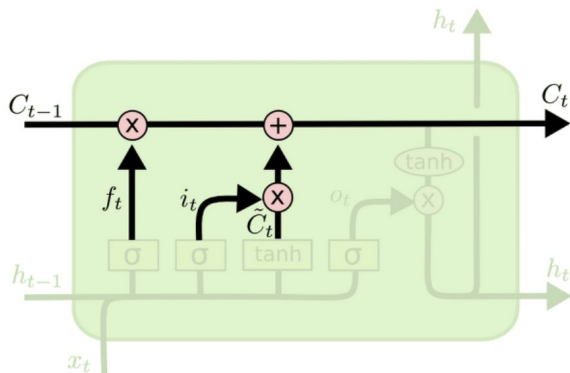 h_t
C_{t-1}
C_t
x
+
tanh
f_t
i_t
x
o_t
x
C̃_t
σ
σ
tanh
σ
h_{t-1}
h_t
x_t